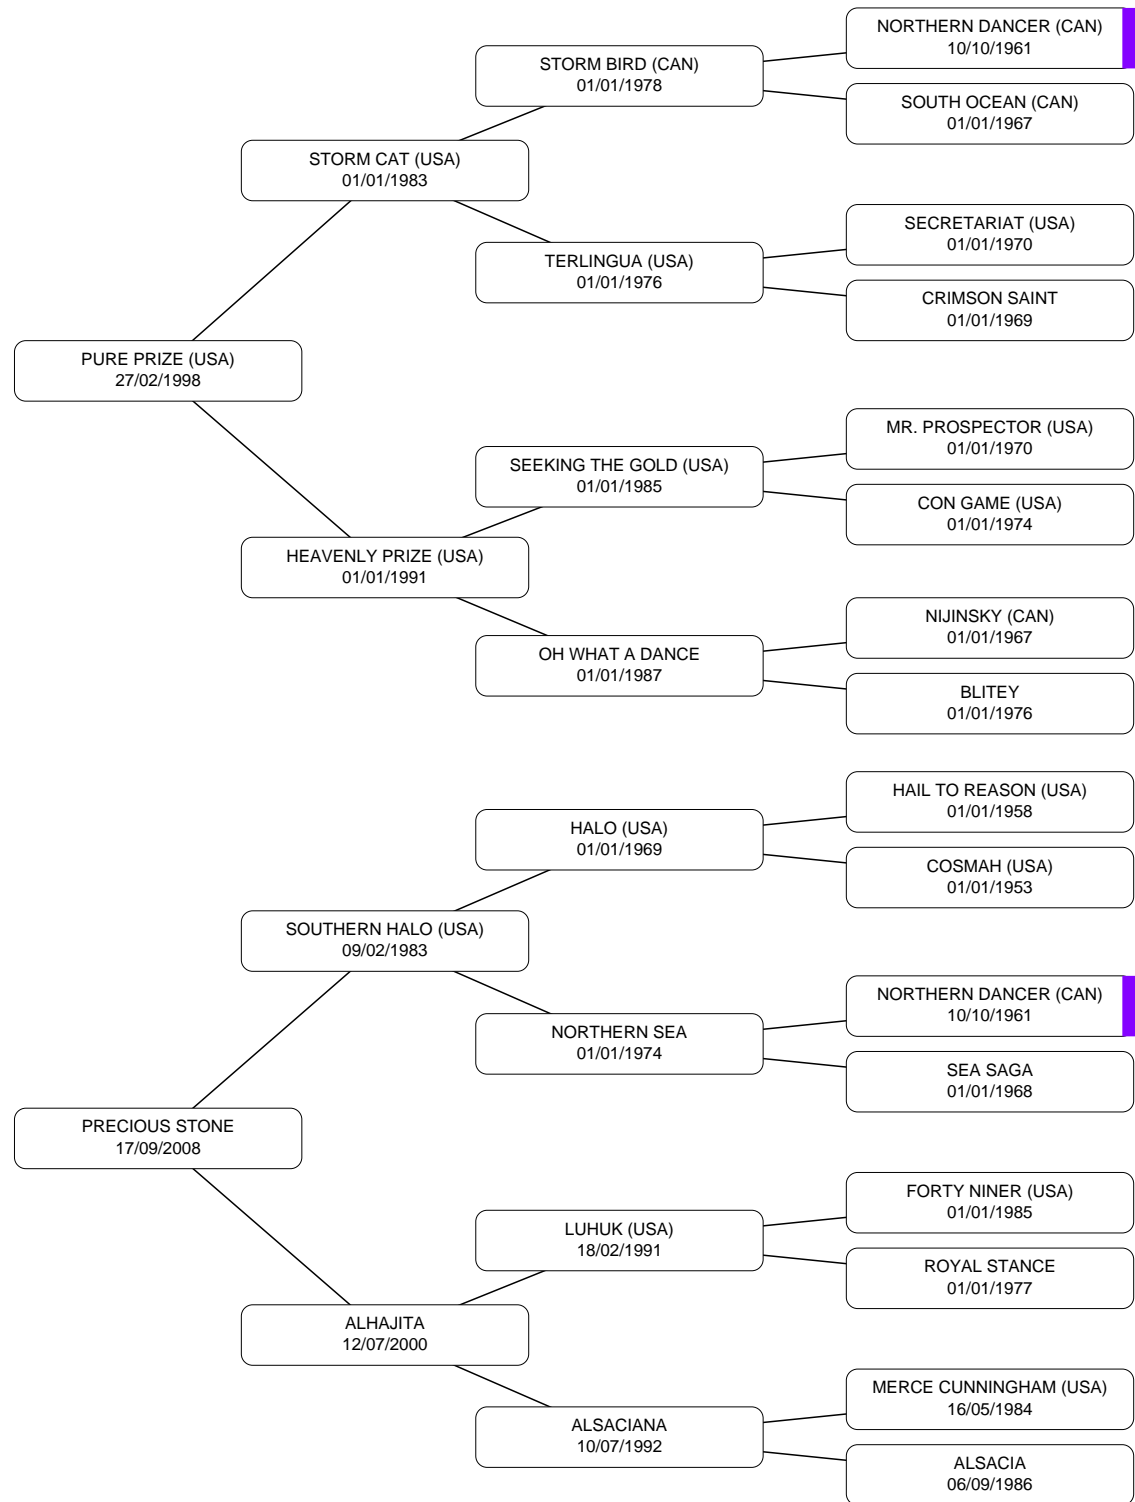 NORTHERN DANCER (CAN)
10/10/1961
STORM BIRD (CAN)
01/01/1978
SOUTH OCEAN (CAN)
01/01/1967
STORM CAT (USA)
01/01/1983
SECRETARIAT (USA)
01/01/1970
TERLINGUA (USA)
01/01/1976
CRIMSON SAINT
01/01/1969
PURE PRIZE (USA)
27/02/1998
MR. PROSPECTOR (USA)
01/01/1970
SEEKING THE GOLD (USA)
01/01/1985
CON GAME (USA)
01/01/1974
HEAVENLY PRIZE (USA)
01/01/1991
NIJINSKY (CAN)
01/01/1967
OH WHAT A DANCE
01/01/1987
BLITEY
01/01/1976
HAIL TO REASON (USA)
01/01/1958
HALO (USA)
01/01/1969
COSMAH (USA)
01/01/1953
SOUTHERN HALO (USA)
09/02/1983
NORTHERN DANCER (CAN)
10/10/1961
NORTHERN SEA
01/01/1974
SEA SAGA
01/01/1968
PRECIOUS STONE
17/09/2008
FORTY NINER (USA)
01/01/1985
LUHUK (USA)
18/02/1991
ROYAL STANCE
01/01/1977
ALHAJITA
12/07/2000
MERCE CUNNINGHAM (USA)
16/05/1984
ALSACIANA
10/07/1992
ALSACIA
06/09/1986